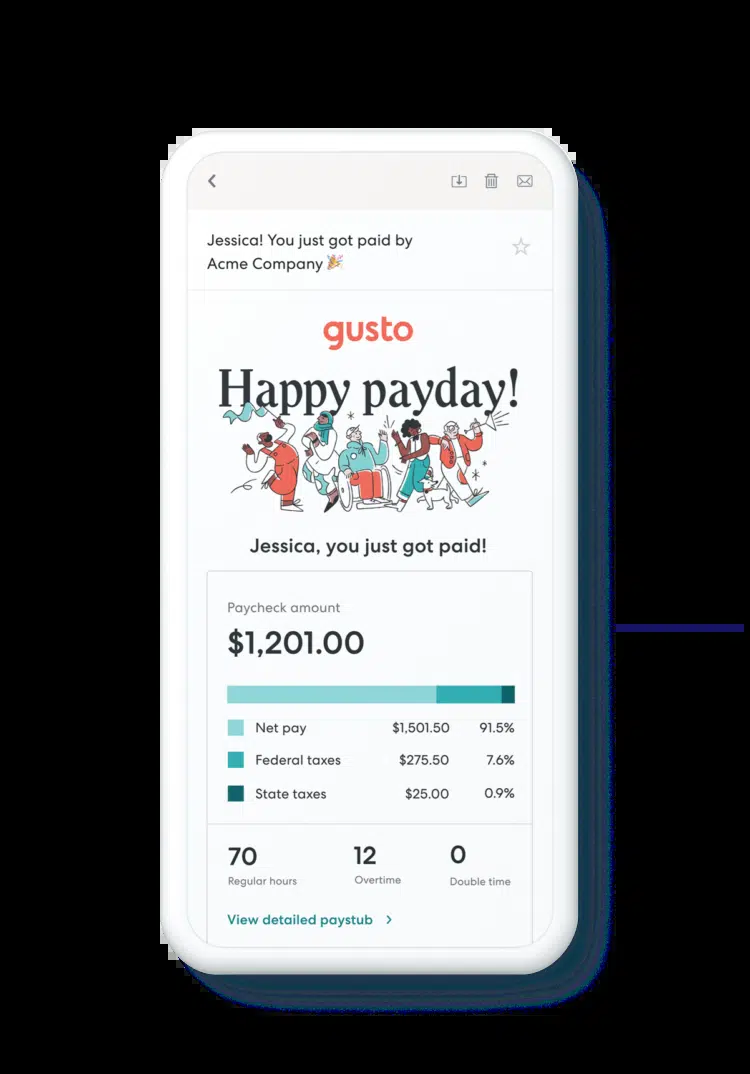 Jessica! You just got paid by
Acme Company 🎉
gusto
Happy payday!
Jessica, you just got paid!
Paycheck amount
$1,201.00
Net pay $1,501.50 91.5%
Federal taxes $275.50 7.6%
State taxes $25.00 0.9%
70 12 0
Regular hours Overtime Double time
View detailed paystub >